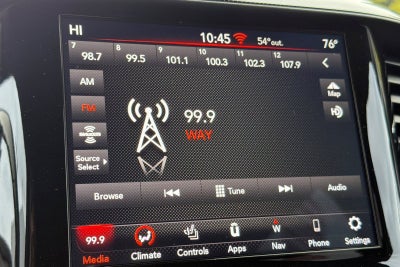 HI 10:45 54° out. 76°
7 8 9 10 11 12
98.7 99.5 101.1 100.3 102.3 107.9
AM
Map
FM
99.9
HD
WAY
Source
Select
Browse Tune Audio
99.9 W
Media Climate Controls Apps Nav Phone Settings